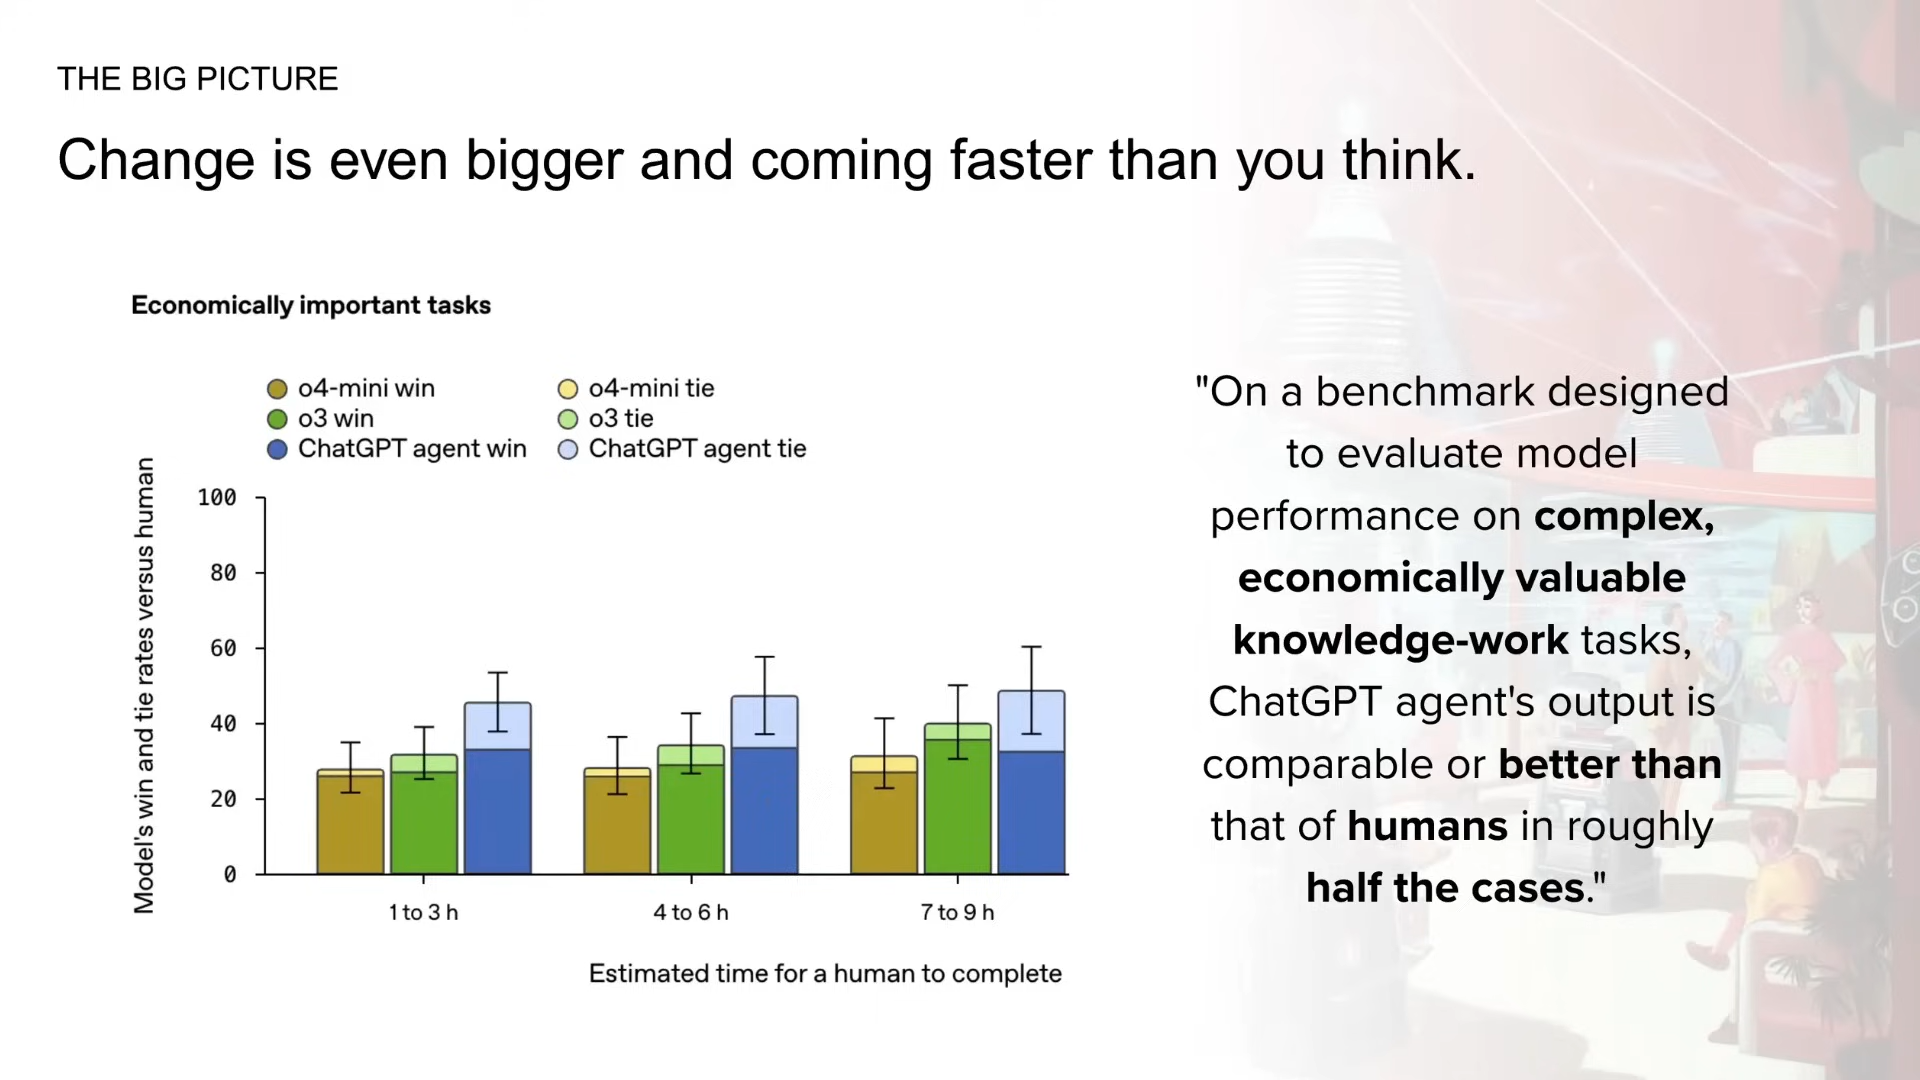 THE BIG PICTURE
Change is even bigger and coming faster than you think.
Economically important tasks
o4-mini win
o4-mini tie
o3 win
o3 tie
ChatGPT agent win
ChatGPT agent tie
Model's win and tie rates versus human
100
80
60
40
20
0
1 to 3 h
4 to 6 h
7 to 9 h
Estimated time for a human to complete
"On a benchmark designed
to evaluate model
performance on complex,
economically valuable
knowledge-work tasks,
ChatGPT agent's output is
comparable or better than
that of humans in roughly
half the cases."